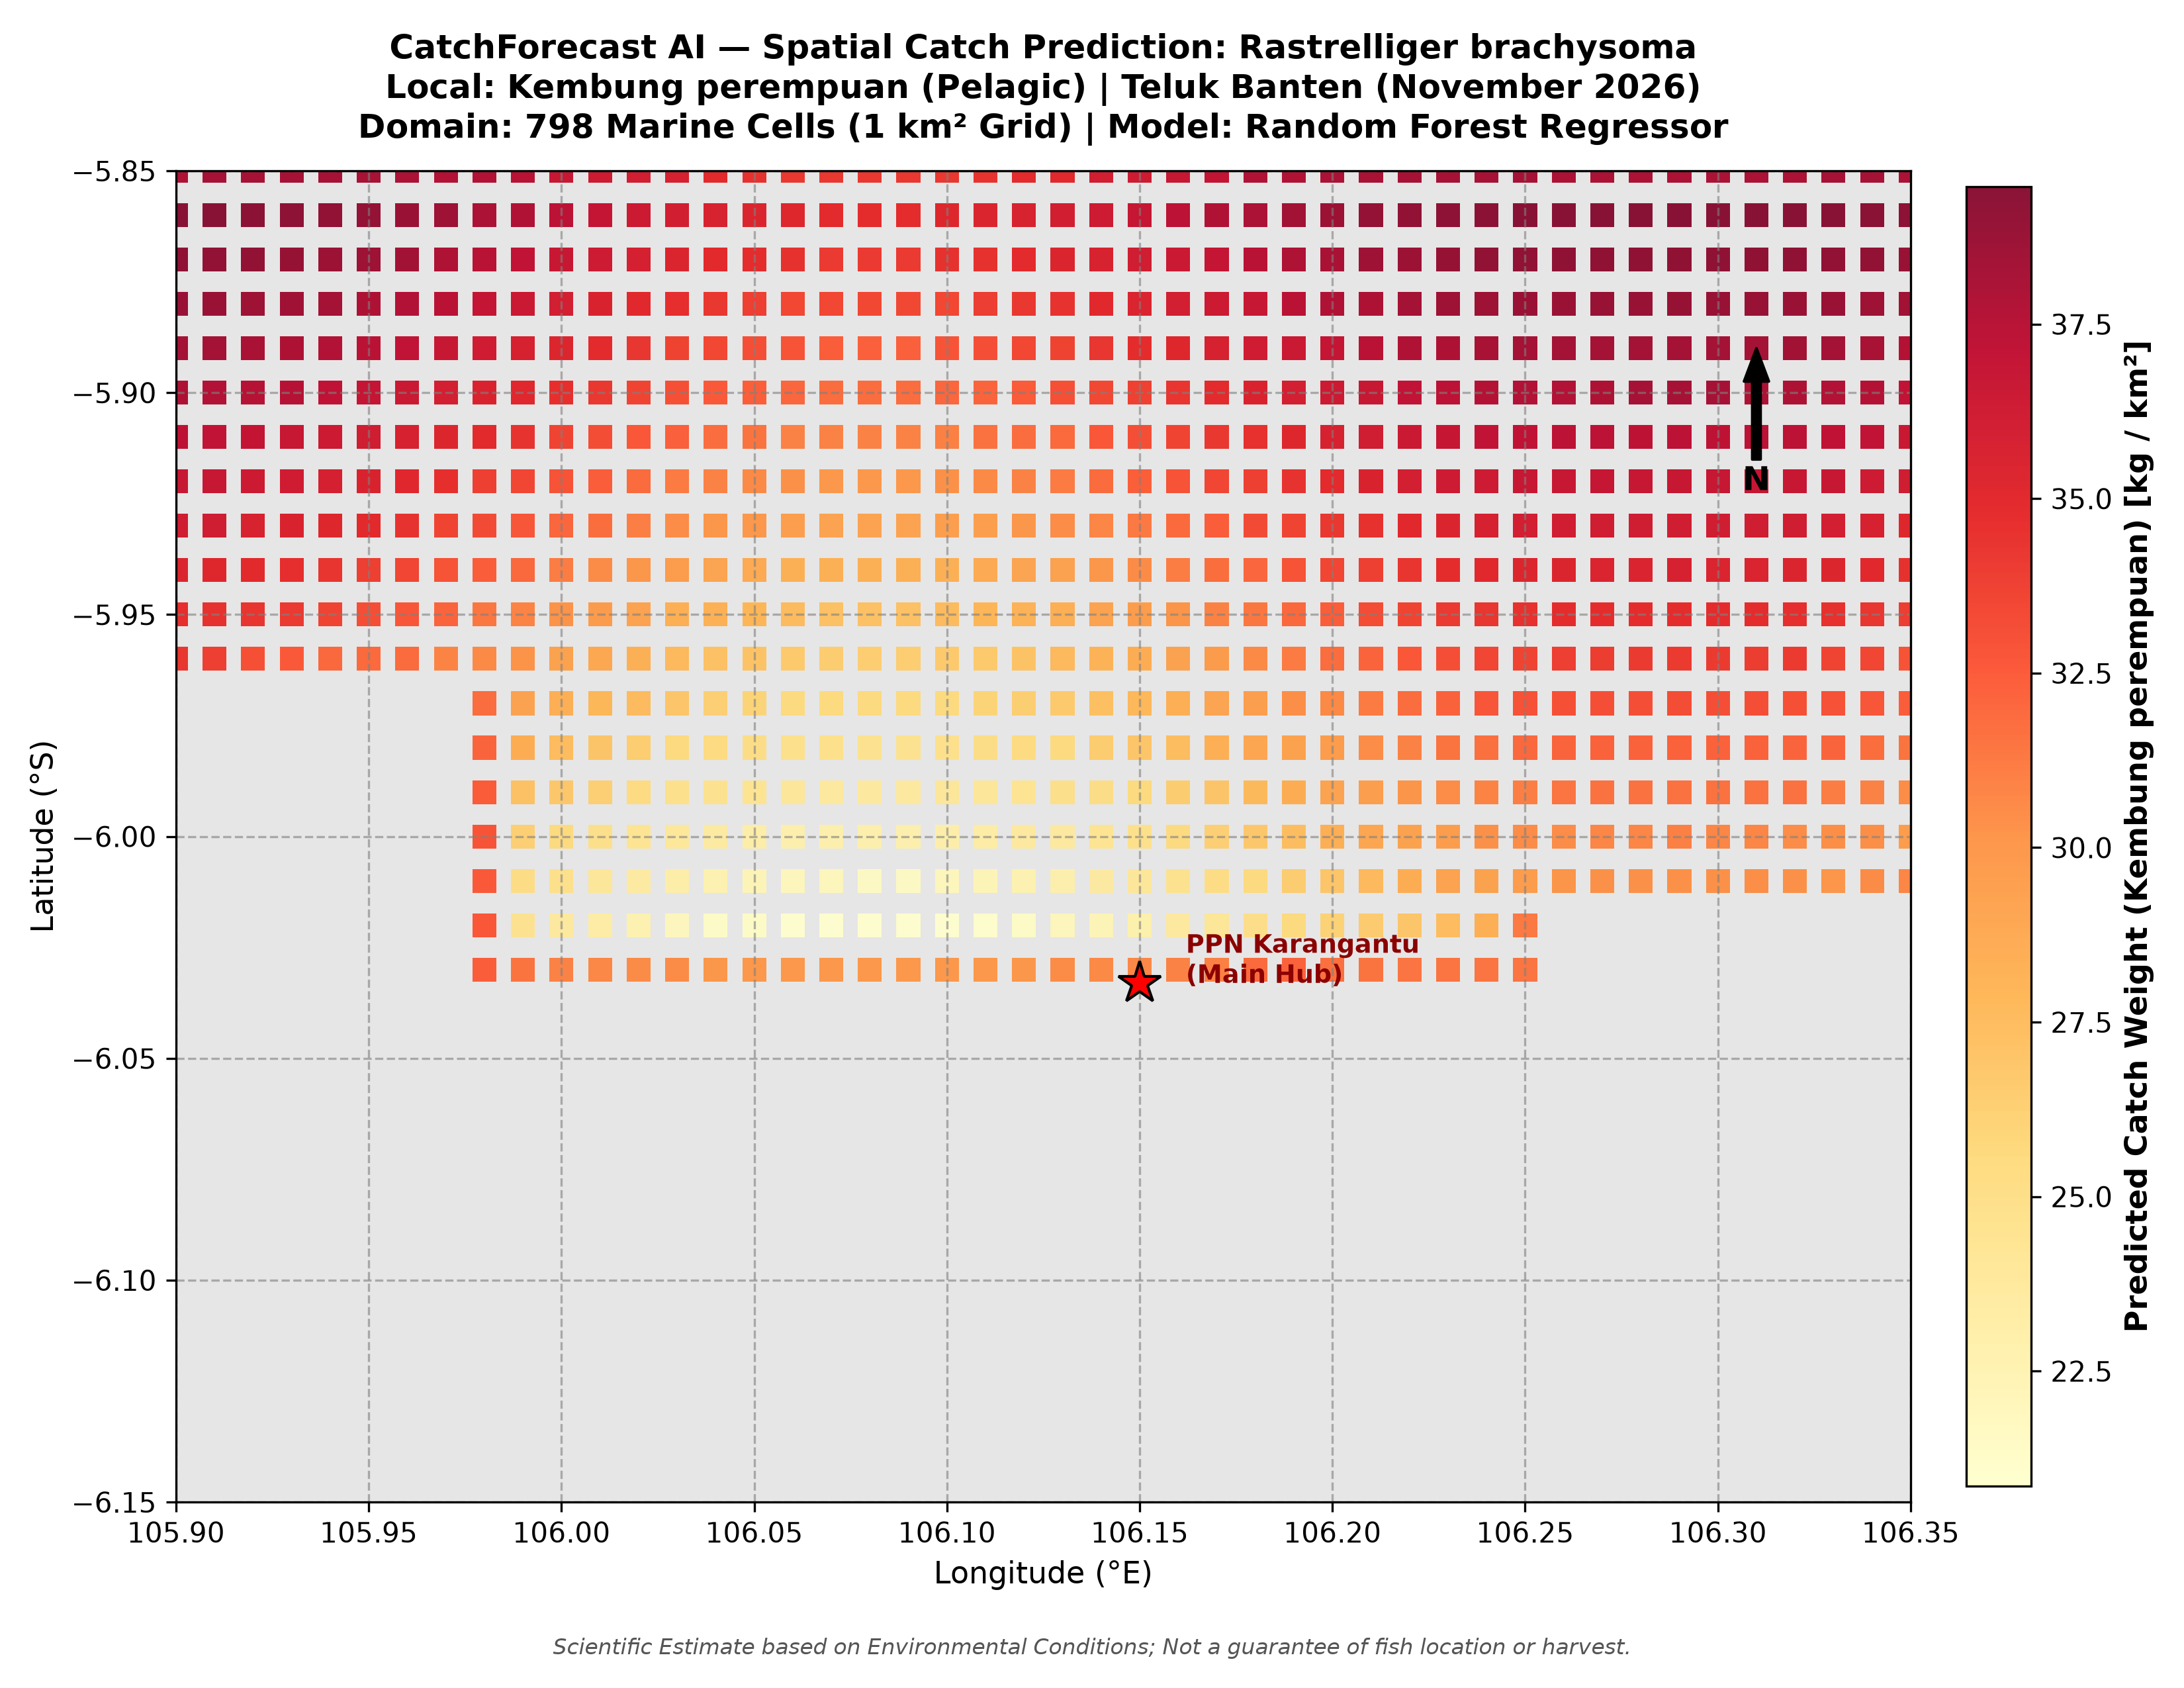 CatchForecast AI — Spatial Catch Prediction: Rastrelliger brachysoma
Local: Kembung perempuan (Pelagic) | Teluk Banten (November 2026)
Domain: 798 Marine Cells (1 km² Grid) | Model: Random Forest Regressor
−5.85
−5.90
−5.95
−6.00
−6.05
−6.10
−6.15
Latitude (°S)
N
PPN Karangantu
(Main Hub)
105.90
105.95
106.00
106.05
106.10
106.15
106.20
106.25
106.30
106.35
Longitude (°E)
37.5
35.0
32.5
30.0
27.5
25.0
22.5
Predicted Catch Weight (Kembung perempuan) [kg / km²]
Scientific Estimate based on Environmental Conditions; Not a guarantee of fish location or harvest.